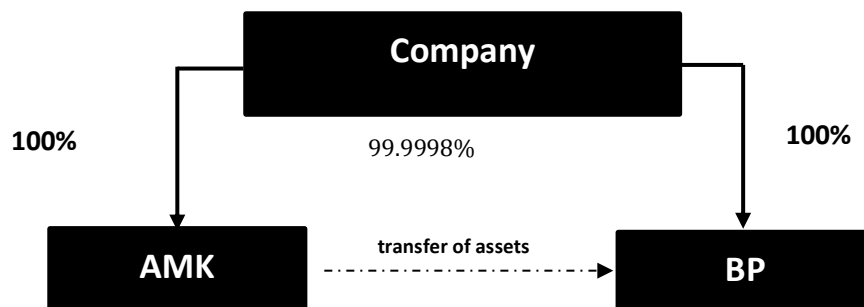 Company
100%
99.9998%
100%
transfer of assets
AMK
BP